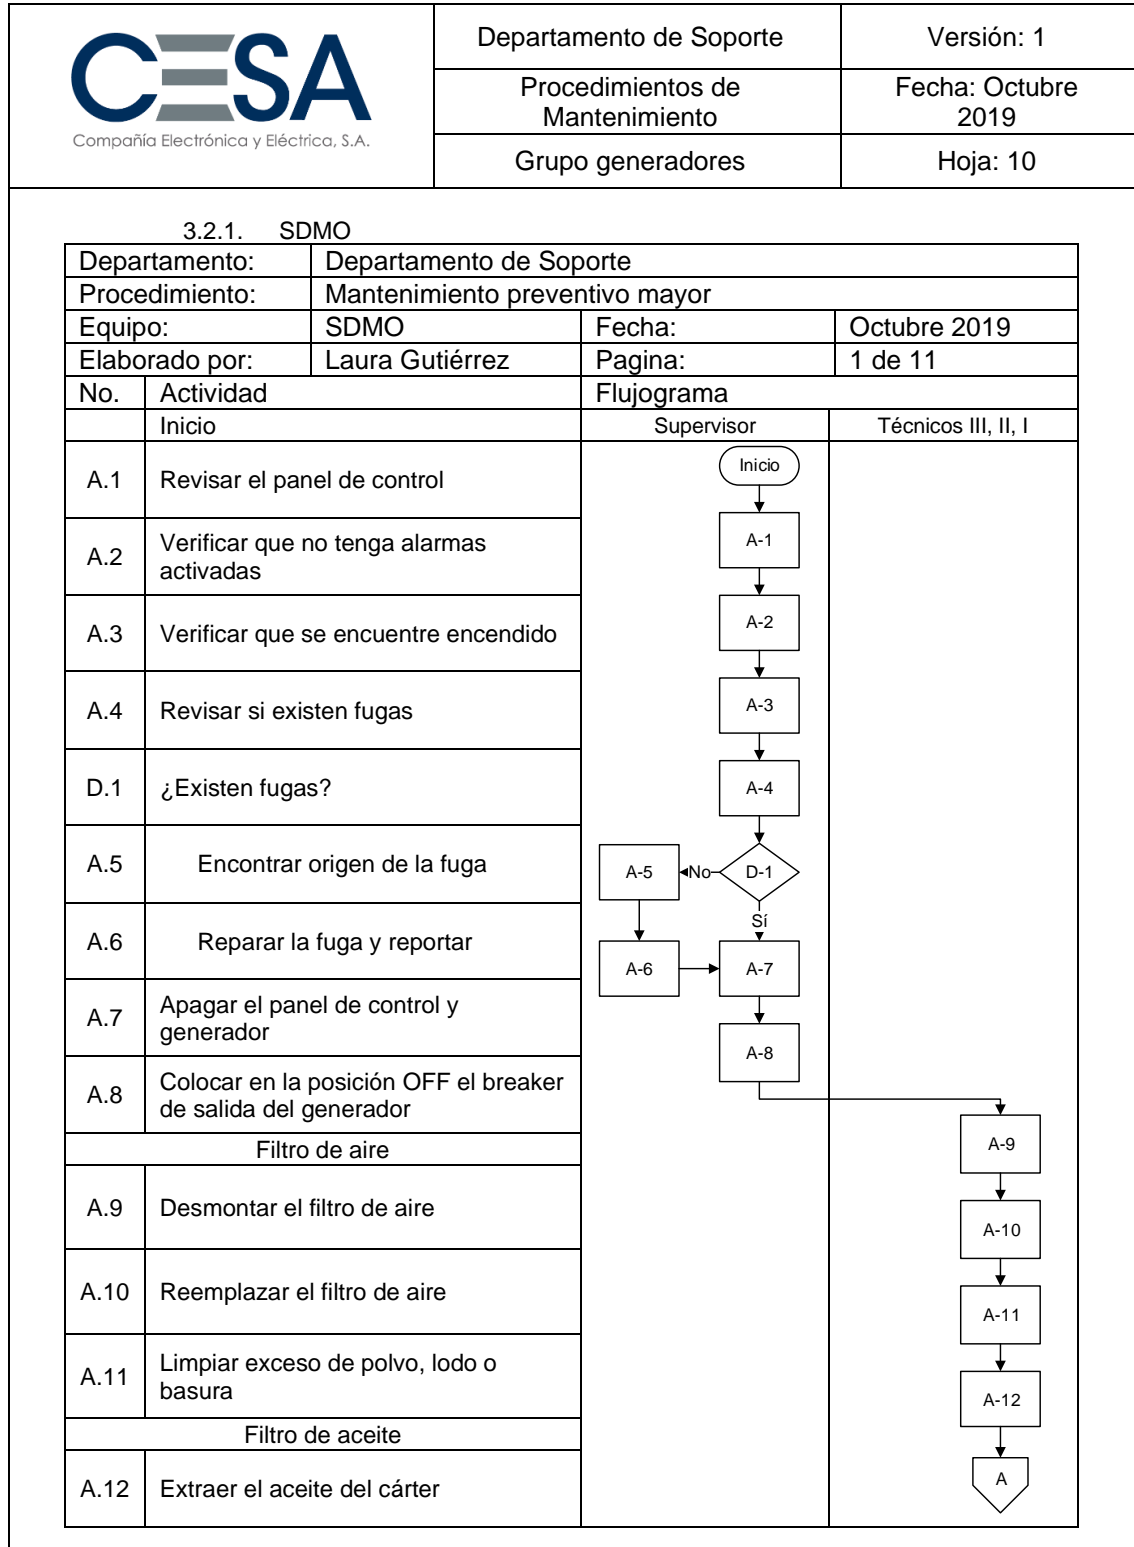 CESA
Compañía Electrónica y Eléctrica, S.A.
Departamento de Soporte
Versión: 1
Procedimientos de
Mantenimiento
Fecha: Octubre
2019
Grupo generadores
Hoja: 10
3.2.1. SDMO
Departamento: Departamento de Soporte
Procedimiento: Mantenimiento preventivo mayor
Equipo: SDMO Fecha: Octubre 2019
Elaborado por: Laura Gutiérrez Pagina: 1 de 11
No. Actividad Flujograma
Inicio Supervisor Técnicos III, II, I
A.1 Revisar el panel de control
A.2 Verificar que no tenga alarmas
activadas
A.3 Verificar que se encuentre encendido
A.4 Revisar si existen fugas
D.1 ¿Existen fugas?
A.5 Encontrar origen de la fuga
A.6 Reparar la fuga y reportar
A.7 Apagar el panel de control y
generador
A.8 Colocar en la posición OFF el breaker
de salida del generador
Filtro de aire
A.9 Desmontar el filtro de aire
A.10 Reemplazar el filtro de aire
A.11 Limpiar exceso de polvo, lodo o
basura
Filtro de aceite
A.12 Extraer el aceite del cárter
Inicio
A-1
A-2
A-3
A-4
A-5 No D-1
Sí
A-6 A-7
A-8
A-9
A-10
A-11
A-12
A